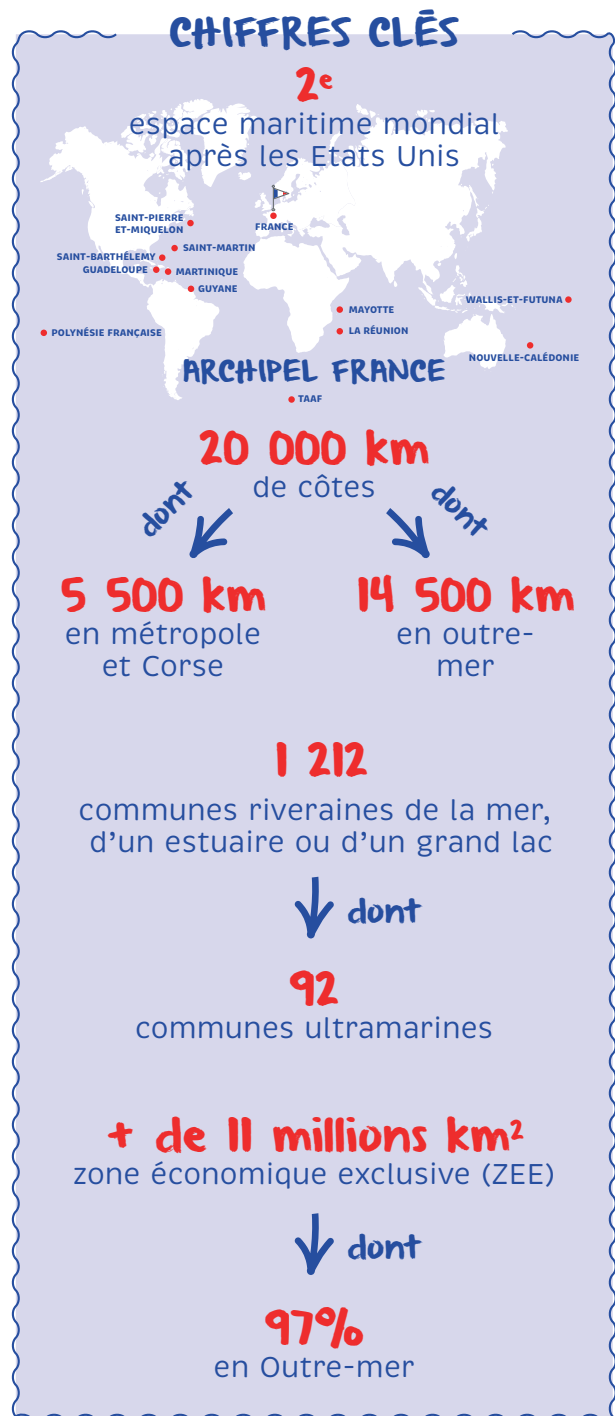 CHIFFRES CLÉS
2e
espace maritime mondial
après les Etats Unis
SAINT-PIERRE
ET-MIQUELON
FRANCE
SAINT-MARTIN
SAINT-BARTHÉLEMY
GUADELOUPE
MARTINIQUE
GUYANE
WALLIS-ET-FUTUNA
MAYOTTE
POLYNÉSIE FRANÇAISE
LA RÉUNION
NOUVELLE-CALÉDONIE
ARCHIPEL FRANCE
TAAF
20 000 km
de côtes
dont
dont
5 500 km
en métropole
et Corse
14 500 km
en outre-
mer
1 212
communes riveraines de la mer,
d’un estuaire ou d’un grand lac
dont
92
communes ultramarines
+ de 11 millions km²
zone économique exclusive (ZEE)
dont
97%
en Outre-mer